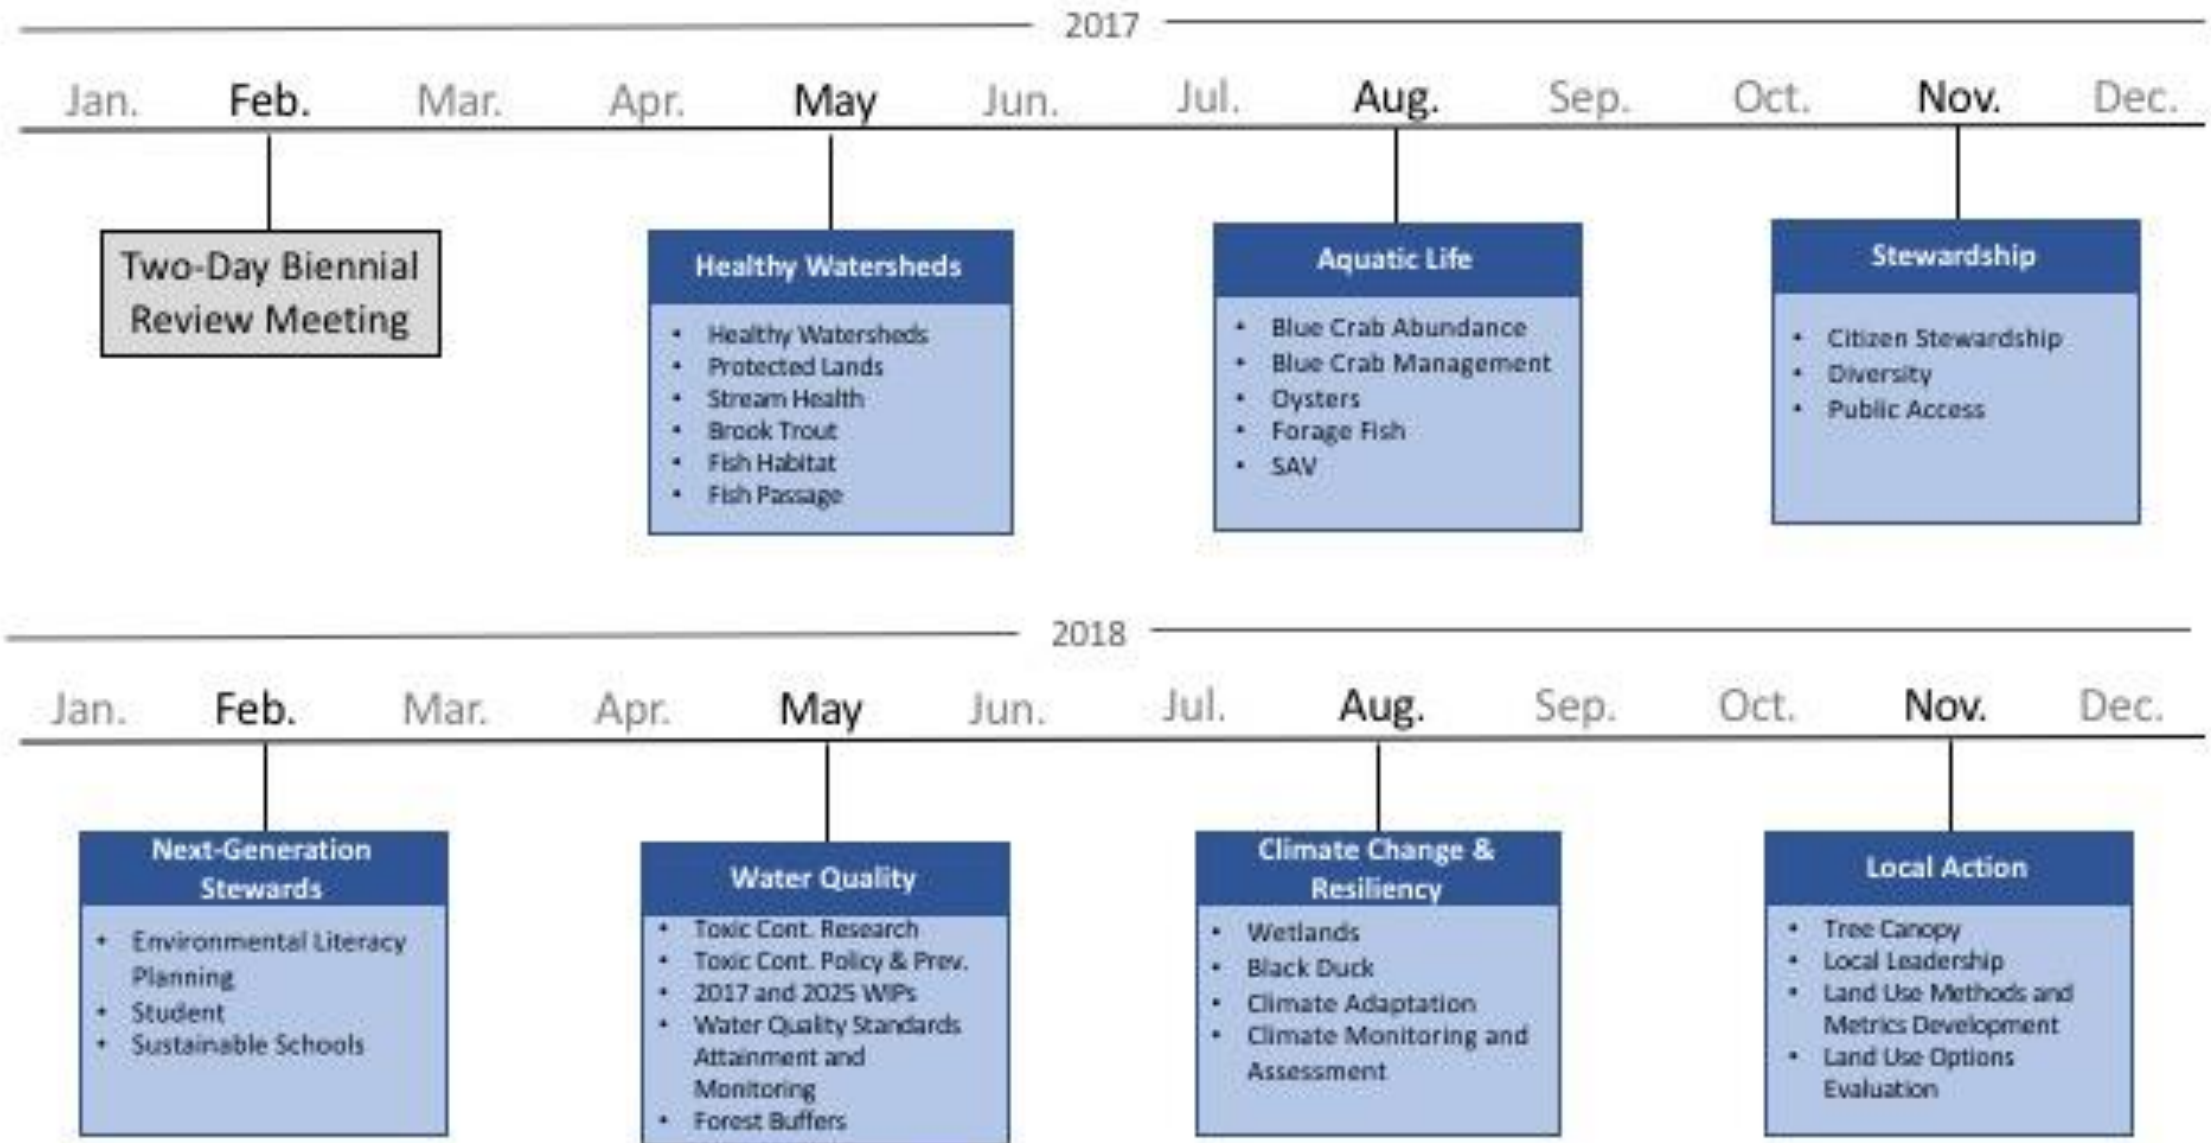 2017
Jan. Feb. Mar. Apr. May Jun. Jul. Aug. Sep. Oct. Nov. Dec.
Two-Day Biennial
Review Meeting
Healthy Watersheds
• Healthy Watersheds
• Protected Lands
• Stream Health
• Brook Trout
• Fish Habitat
• Fish Passage
Aquatic Life
• Blue Crab Abundance
• Blue Crab Management
• Oysters
• Forage Fish
• SAV
Stewardship
• Citizen Stewardship
• Diversity
• Public Access
2018
Jan. Feb. Mar. Apr. May Jun. Jul. Aug. Sep. Oct. Nov. Dec.
Next-Generation
Stewards
• Environmental Literacy
Planning
• Student
• Sustainable Schools
Water Quality
• Toxic Cont. Research
• Toxic Cont. Policy & Prev.
• 2017 and 2025 WIPs
• Water Quality Standards
Attainment and
Monitoring
• Forest Buffers
Climate Change &
Resiliency
• Wetlands
• Black Duck
• Climate Adaptation
• Climate Monitoring and
Assessment
Local Action
• Tree Canopy
• Local Leadership
• Land Use Methods and
Metrics Development
• Land Use Options
Evaluation